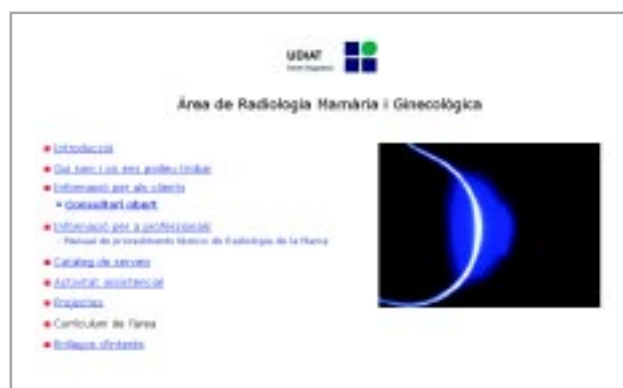 UDIAT
Centre Diagnòstic
Àrea de Radiologia Mamària i Ginecològica
Introducció
Qui som i on ens podeu trobar
Informació per als clients
Consultori obert
Informació per a professionals
- Manual de procediments tècnics de Radiologia de la Mama
Catàleg de serveis
Activitat assistencial
Projectes
Currículum de l'àrea
Enllaços d'interès